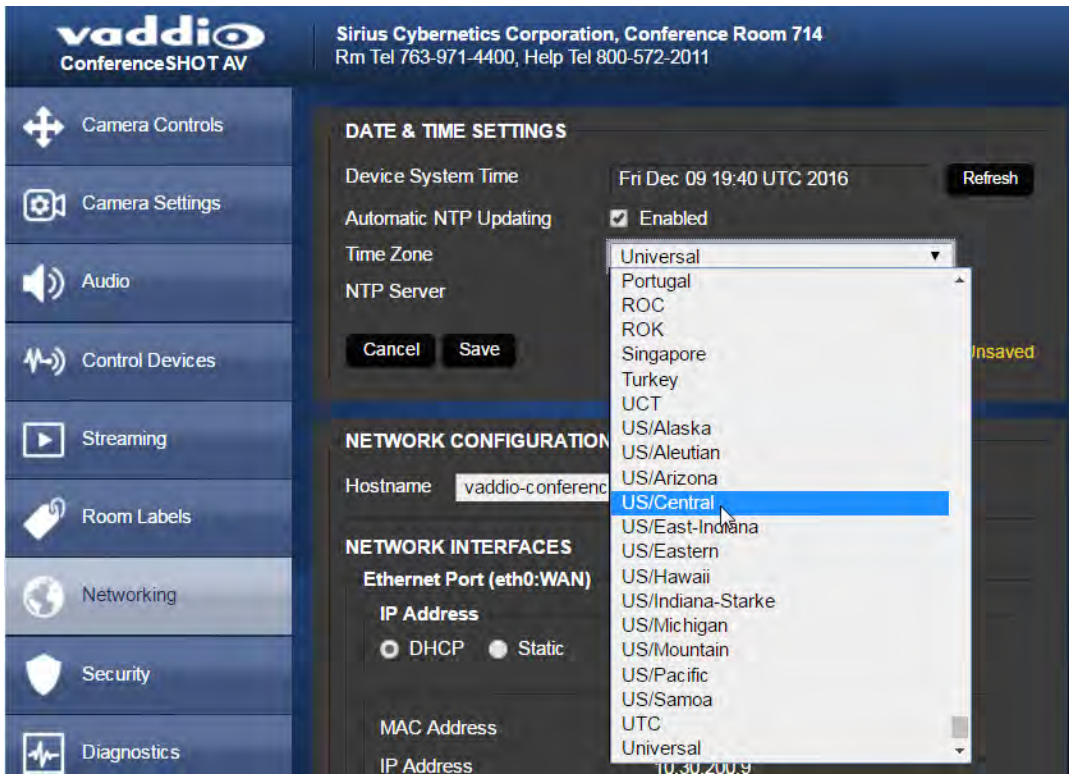 vaddio
ConferenceSHOT AV
Sirius Cybernetics Corporation, Conference Room 714
Rm Tel 763-971-4400, Help Tel 800-572-2011
Camera Controls
Camera Settings
Audio
Control Devices
Streaming
Room Labels
Networking
Security
Diagnostics
DATE & TIME SETTINGS
Device System Time Fri Dec 09 19:40 UTC 2016 Refresh
Automatic NTP Updating Enabled
Time Zone Universal
NTP Server
Cancel Save nsaved
Portugal
ROC
ROK
Singapore
Turkey
UCT
US/Alaska
US/Aleutian
US/Arizona
US/Central
US/East-Indiana
US/Eastern
US/Hawaii
US/Indiana-Starke
US/Michigan
US/Mountain
US/Pacific
US/Samoa
UTC
Universal
NETWORK CONFIGURATION
Hostname vaddio-conferenc
NETWORK INTERFACES
Ethernet Port (eth0:WAN)
IP Address
DHCP Static
MAC Address
IP Address 10.30.200.9